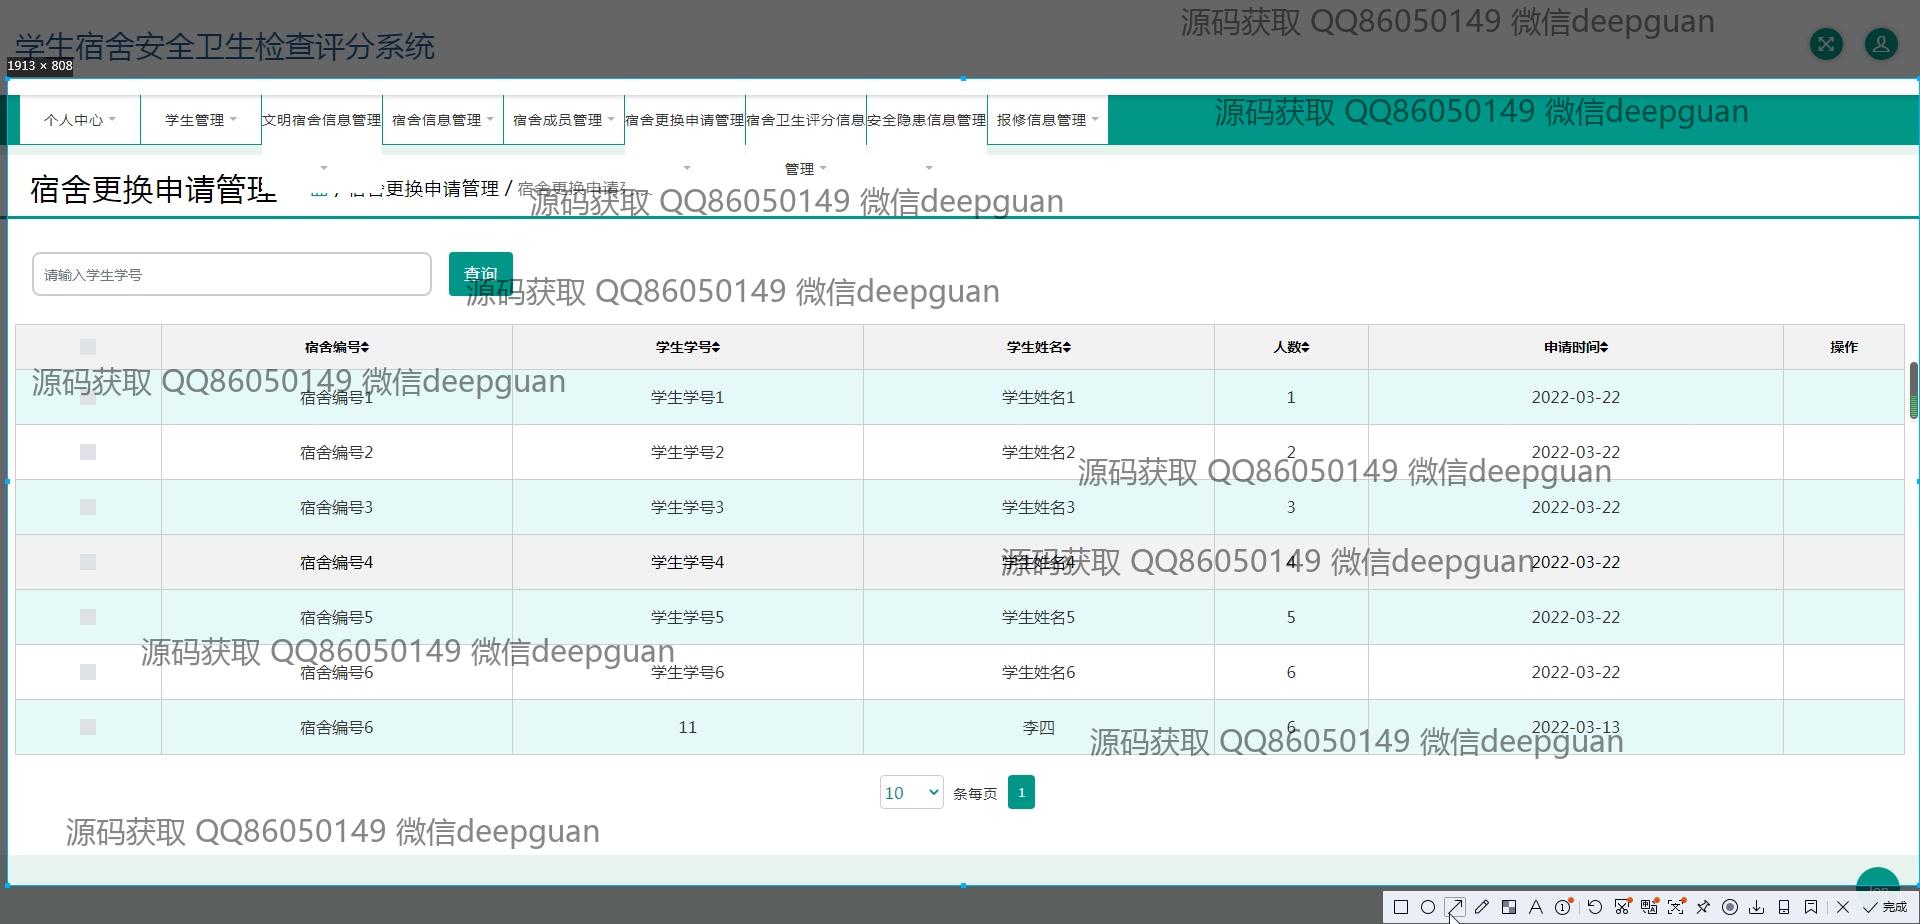 源码获取 QQ86050149 微信deepguan
学生宿舍安全卫生检查评分系统
1913 × 808
个人中心 学生管理 文明宿舍信息管理 宿舍信息管理 宿舍成员管理 宿舍更换申请管理 宿舍卫生评分信息管理 安全隐患信息管理 报修信息管理
源码获取 QQ86050149 微信deepguan
宿舍更换申请管理 / 宿舍更换申请管理 / 宿舍更换申请
源码获取 QQ86050149 微信deepguan
请输入学生学号 查询
源码获取 QQ86050149 微信deepguan
宿舍编号 学生学号 学生姓名 人数 申请时间 操作
源码获取 QQ86050149 微信deepguan
宿舍编号1 学生学号1 学生姓名1 1 2022-03-22
宿舍编号2 学生学号2 学生姓名2 2 2022-03-22
源码获取 QQ86050149 微信deepguan
宿舍编号3 学生学号3 学生姓名3 3 2022-03-22
宿舍编号4 学生学号4 学生姓名4 4 2022-03-22
源码获取 QQ86050149 微信deepguan
宿舍编号5 学生学号5 学生姓名5 5 2022-03-22
源码获取 QQ86050149 微信deepguan
宿舍编号6 学生学号6 学生姓名6 6 2022-03-22
宿舍编号6 11 李四 6 2022-03-13
源码获取 QQ86050149 微信deepguan
10 条每页 1
源码获取 QQ86050149 微信deepguan
Top
完成